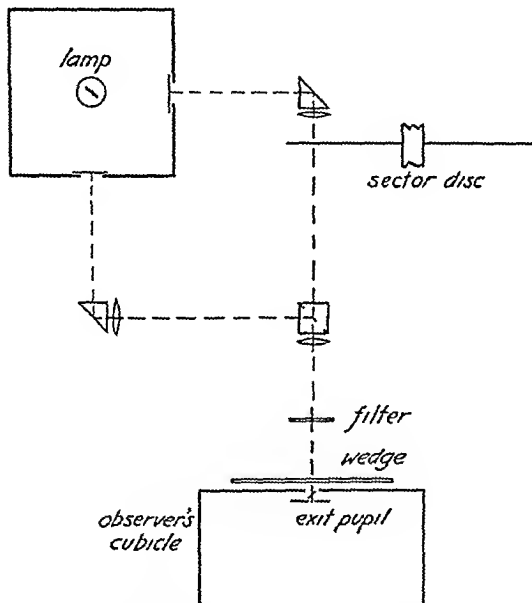 lamp
sector disc
filter
wedge
observer's
cubicle
exit pupil